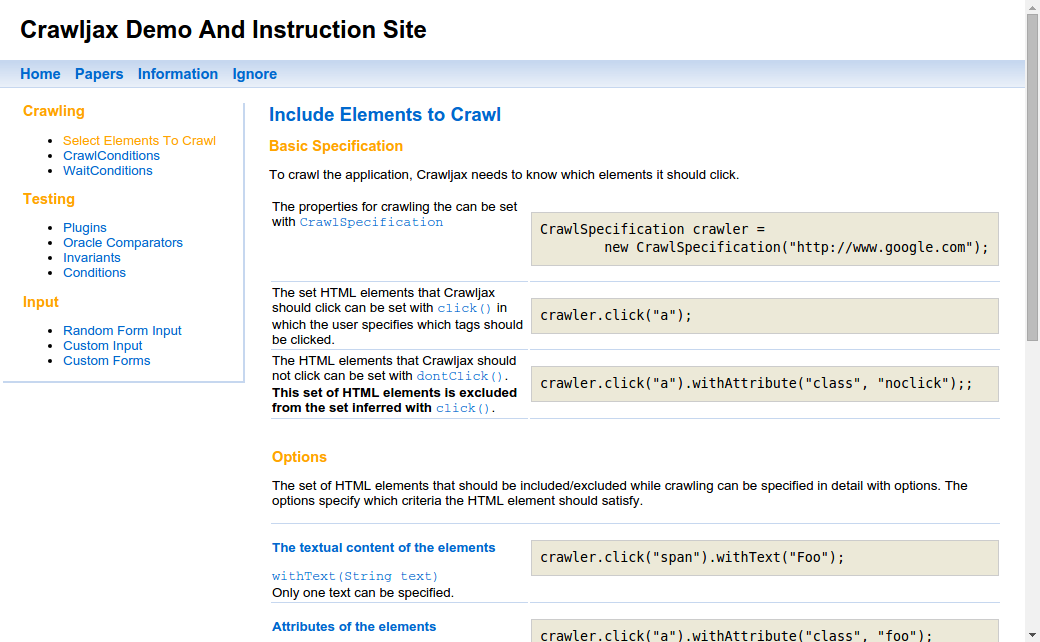 Crawljax Demo And Instruction Site
Home Papers Information Ignore
Crawling
Select Elements To Crawl
CrawlConditions
WaitConditions
Testing
Plugins
Oracle Comparators
Invariants
Conditions
Input
Random Form Input
Custom Input
Custom Forms
Include Elements to Crawl
Basic Specification
To crawl the application, Crawljax needs to know which elements it should click.
The properties for crawling the can be set
with CrawlSpecification
CrawlSpecification crawler =
new CrawlSpecification("http://www.google.com");
The set HTML elements that Crawljax
should click can be set with click() in
which the user specifies which tags should
be clicked.
crawler.click("a");
The HTML elements that Crawljax should
not click can be set with dontClick().
This set of HTML elements is excluded
from the set inferred with click().
crawler.click("a").withAttribute("class", "noclick");;
Options
The set of HTML elements that should be included/excluded while crawling can be specified in detail with options. The
options specify which criteria the HTML element should satisfy.
The textual content of the elements
withText(String text)
Only one text can be specified.
crawler.click("span").withText("Foo");
Attributes of the elements
crawler.click("a").withAttribute("class", "foo");